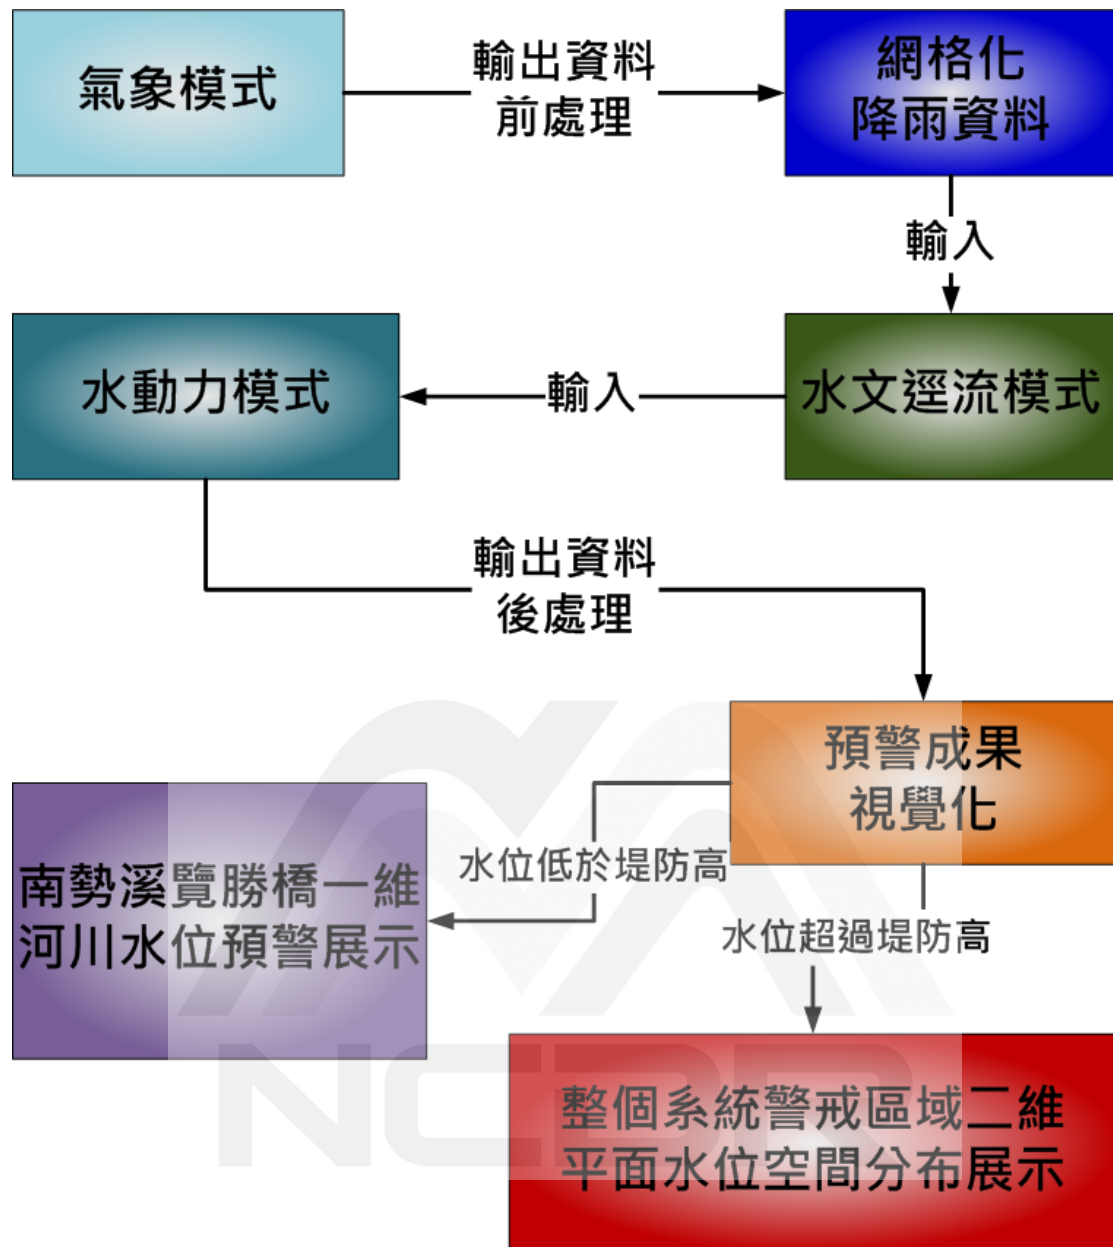 氣象模式
輸出資料
前處理
網格化
降雨資料
輸入
水動力模式
輸入
水文逕流模式
輸出資料
後處理
預警成果
視覺化
水位低於堤防高
南勢溪覽勝橋一維
河川水位預警展示
水位超過堤防高
整個系統警戒區域二維
平面水位空間分布展示
NCDR